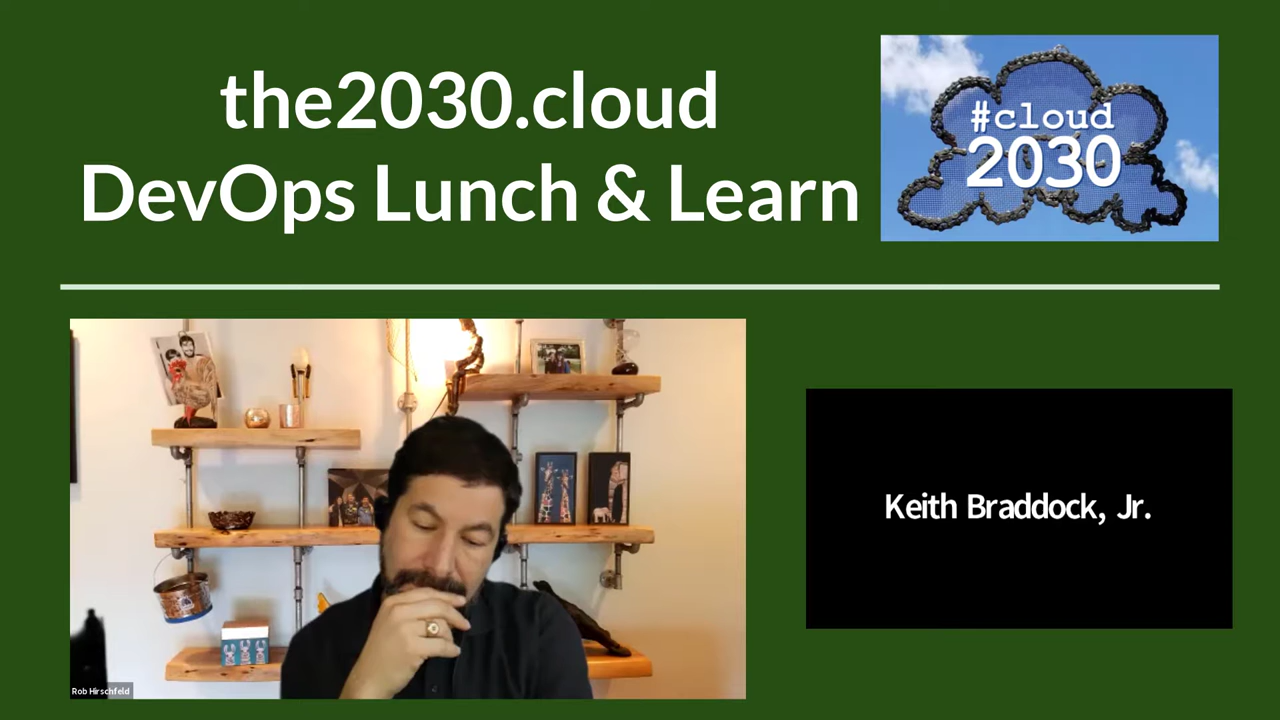 the2030.cloud
DevOps Lunch & Learn
#cloud
2030
Keith Braddock, Jr.
Rob Hirschfeld